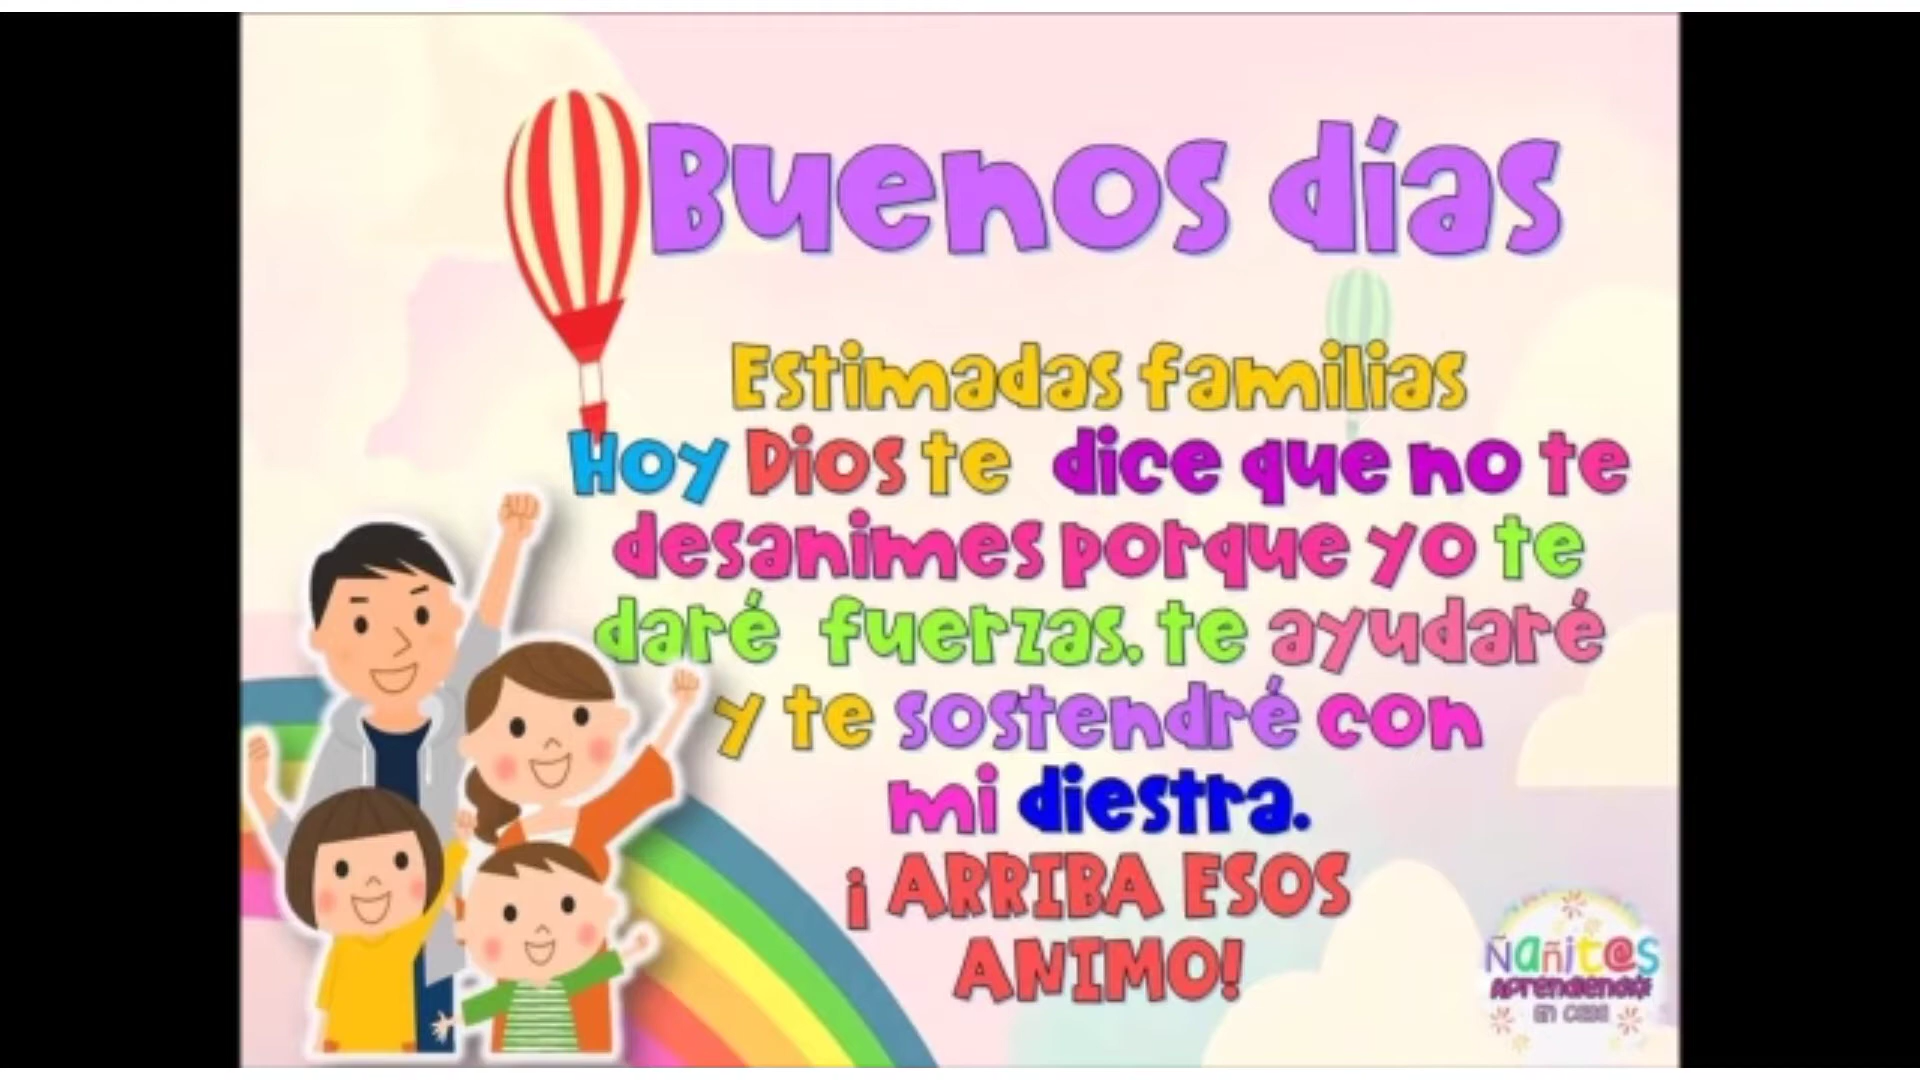 Buenos días
Estimadas familias
Hoy Dios te dice que no te
desanimes porque yo te
daré fuerzas, te ayudaré
y te sostendré con
mi diestra.
¡ ARRIBA ESOS
ANIMO!
Ñañit@s
Aprendiendo
en casa